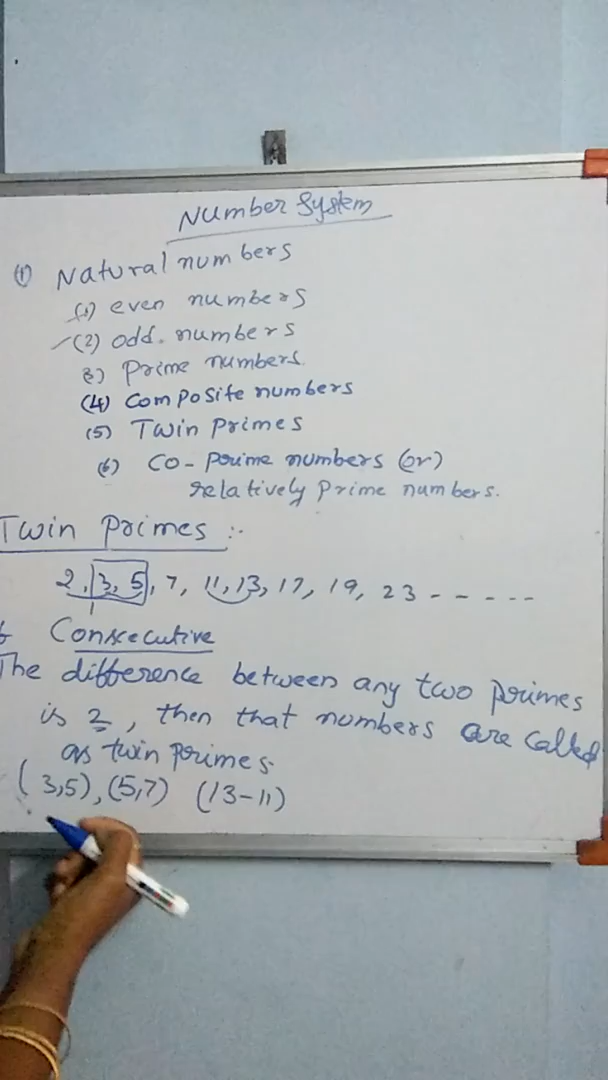 Number System
(1) Natural numbers
(1) even numbers
(2) odd. numbers
3) Prime numbers.
(4) Composite numbers
(5) Twin Primes
(6) Co-prime numbers (or)
relatively prime numbers.
Twin Primes :-
2, 3, 5, 7, 11, 13, 17, 19, 23 - - - - - -
Consecutive
The difference between any two primes
is 2, then that numbers are called
as twin primes.
(3,5), (5,7) (13-11)